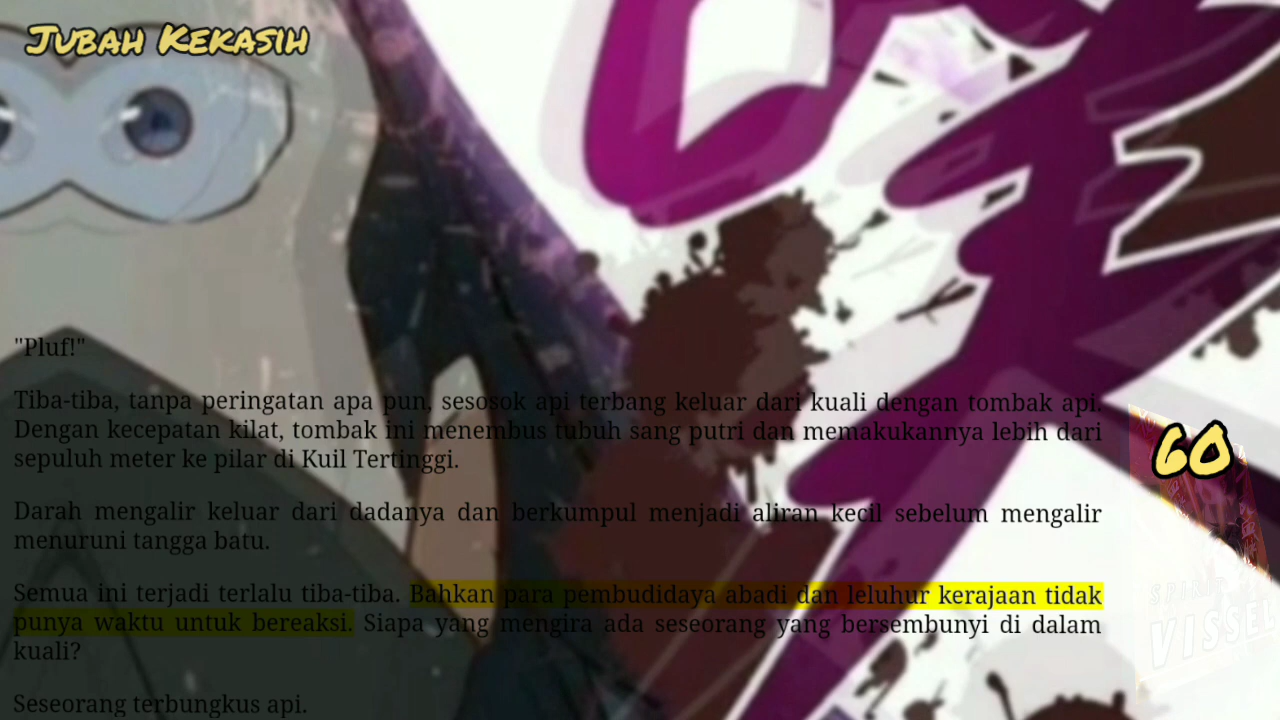 Jubah Kekasih
"Pluf!"
Tiba-tiba, tanpa peringatan apa pun, sesosok api terbang keluar dari kuali dengan tombak api.
Dengan kecepatan kilat, tombak ini menembus tubuh sang putri dan memakukannya lebih dari
sepuluh meter ke pilar di Kuil Tertinggi.
Darah mengalir keluar dari dadanya dan berkumpul menjadi aliran kecil sebelum mengalir
menuruni tangga batu.
Semua ini terjadi terlalu tiba-tiba. Bahkan para pembudidaya abadi dan leluhur kerajaan tidak
punya waktu untuk bereaksi. Siapa yang mengira ada seseorang yang bersembunyi di dalam
kuali?
Seseorang terbungkus api.
60
SPIRIT
VISSEL